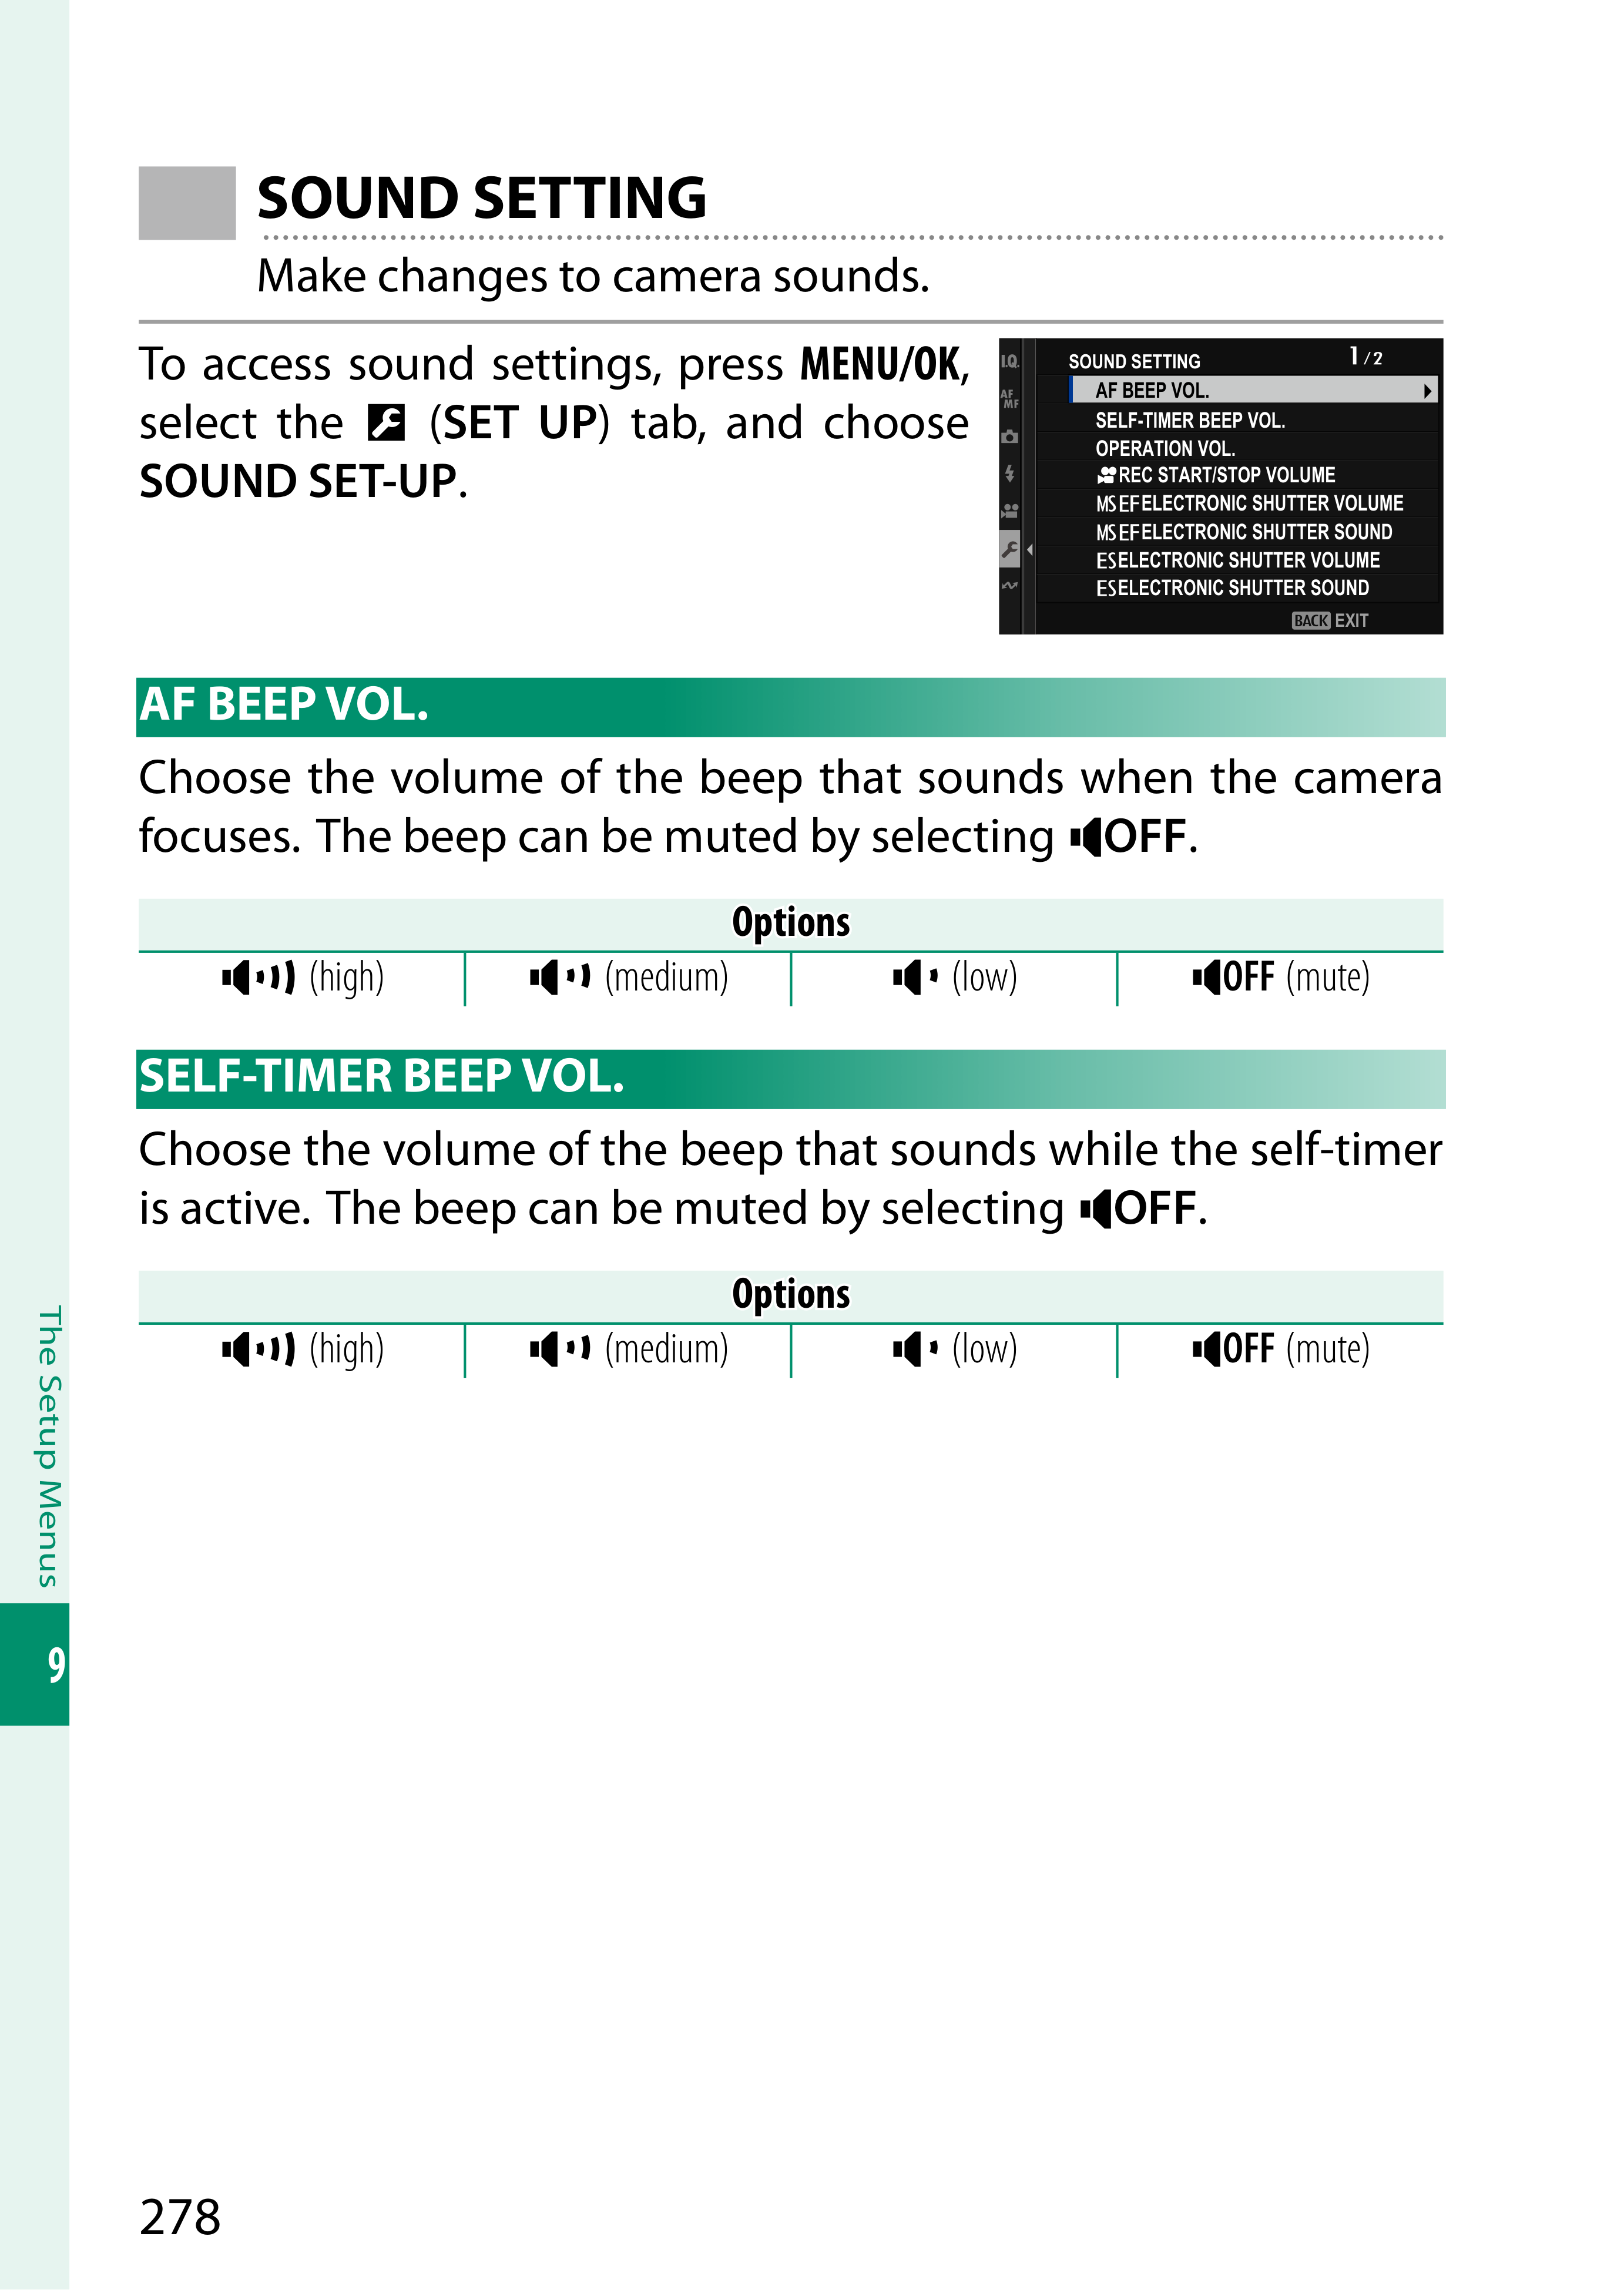 SOUND SETTING
Make changes to camera sounds.
To access sound settings, press MENU/OK,
select the (SET UP) tab, and choose
SOUND SET-UP.
I.Q.
AF
MF
SOUND SETTING 1/2
AF BEEP VOL.
SELF-TIMER BEEP VOL.
OPERATION VOL.
REC START/STOP VOLUME
MS EF ELECTRONIC SHUTTER VOLUME
MS EF ELECTRONIC SHUTTER SOUND
ES ELECTRONIC SHUTTER VOLUME
ES ELECTRONIC SHUTTER SOUND
BACK EXIT
AF BEEP VOL.
Choose the volume of the beep that sounds when the camera
focuses. The beep can be muted by selecting OFF.
Options
(high) (medium) (low) OFF (mute)
SELF-TIMER BEEP VOL.
Choose the volume of the beep that sounds while the self-timer
is active. The beep can be muted by selecting OFF.
Options
(high) (medium) (low) OFF (mute)
The Setup Menus
9
278